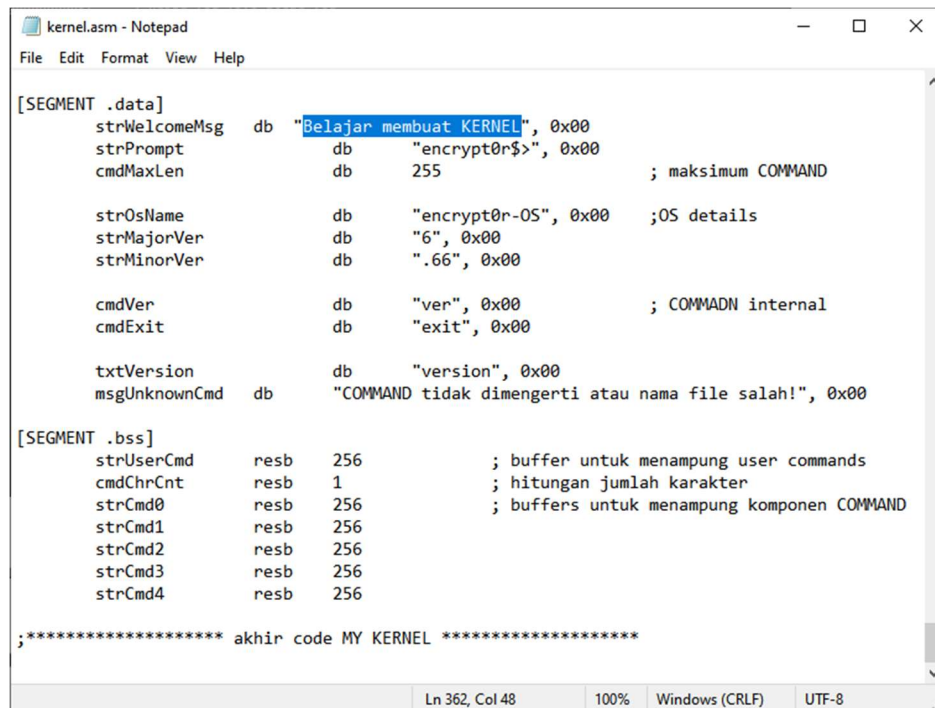 kernel.asm - Notepad
File Edit Format View Help
[SEGMENT .data]
strWelcomeMsg db "Belajar membuat KERNEL", 0x00
strPrompt db "encrypt0r$>", 0x00
cmdMaxLen db 255 ; maksimum COMMAND
strOsName db "encrypt0r-OS", 0x00 ;OS details
strMajorVer db "6", 0x00
strMinorVer db ".66", 0x00
cmdVer db "ver", 0x00 ; COMMADN internal
cmdExit db "exit", 0x00
txtVersion db "version", 0x00
msgUnknownCmd db "COMMAND tidak dimengerti atau nama file salah!", 0x00
[SEGMENT .bss]
strUserCmd resb 256 ; buffer untuk menampung user commands
cmdChrCnt resb 1 ; hitungan jumlah karakter
strCmd0 resb 256 ; buffers untuk menampung komponen COMMAND
strCmd1 resb 256
strCmd2 resb 256
strCmd3 resb 256
strCmd4 resb 256
;******************** akhir code MY KERNEL ********************
Ln 362, Col 48 100% Windows (CRLF) UTF-8